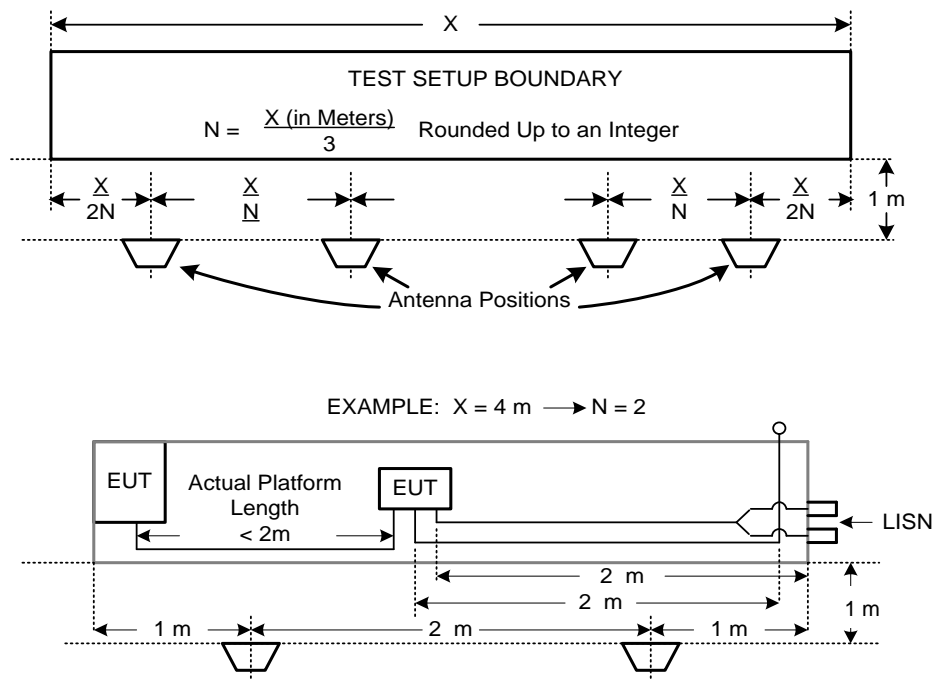 X
TEST SETUP BOUNDARY
N = X (in Meters)
3
Rounded Up to an Integer
X
2N
X
N
X
N
X
2N
1 m
Antenna Positions
EXAMPLE: X = 4 m → N = 2
EUT
Actual Platform
Length
< 2m
EUT
LISN
2 m
2 m
1 m
2 m
1 m
1 m